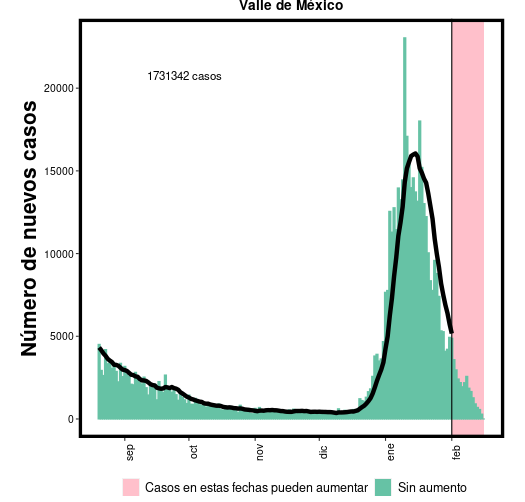 Valle de México
1731342 casos
Número de nuevos casos
20000
15000
10000
5000
0
sep
oct
nov
dic
ene
feb
Casos en estas fechas pueden aumentar
Sin aumento